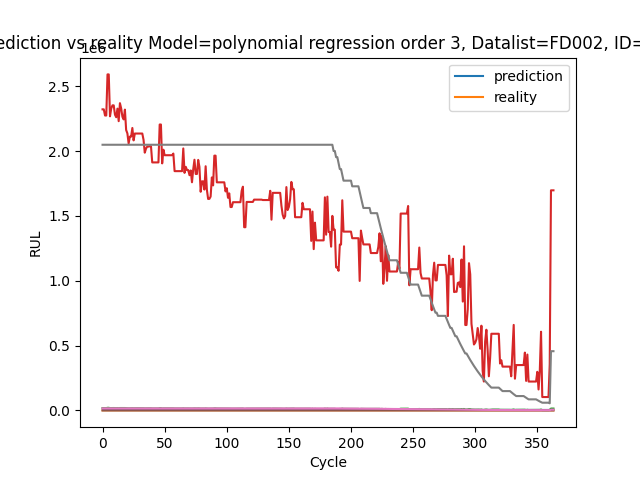 ediction vs reality Model=polynomial regression order 3, Datalist=FD002, ID=
1e6
2.5
2.0
1.5
1.0
0.5
0.0
RUL
0 50 100 150 200 250 300 350
Cycle
prediction
reality